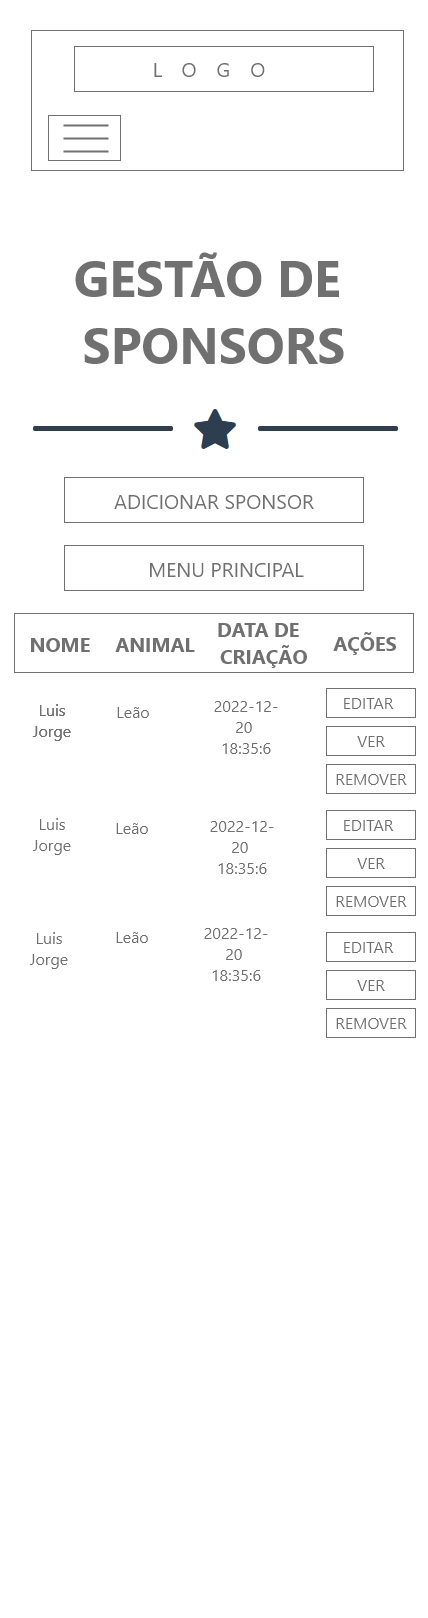 L O G O
GESTÃO DE
SPONSORS
ADICIONAR SPONSOR
MENU PRINCIPAL
NOME ANIMAL DATA DE CRIAÇÃO AÇÕES
Luis Jorge
Leão
2022-12-
20
18:35:6
EDITAR
VER
REMOVER
Luis Jorge
Leão
2022-12-
20
18:35:6
EDITAR
VER
REMOVER
Luis Jorge
Leão
2022-12-
20
18:35:6
EDITAR
VER
REMOVER